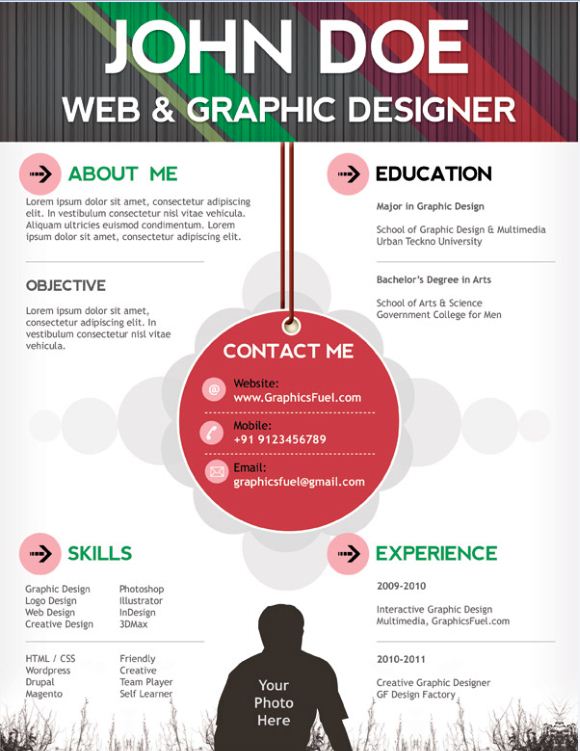 JOHN DOE
WEB & GRAPHIC DESIGNER
ABOUT ME
Lorem ipsum dolor sit amet, consectetur adipiscing
elit. In vestibulum consectetur nisl vitae vehicula.
Aliquam ultricies euismod condimentum. Lorem
ipsum dolor sit amet, consectetur adipiscing elit.
OBJECTIVE
Lorem ipsum dolor sit amet,
consectetur adipiscing elit. In
vestibulum consectetur nisl vitae
vehicula.
EDUCATION
Major in Graphic Design
School of Graphic Design & Multimedia
Urban Teckno University
Bachelor's Degree in Arts
School of Arts & Science
Government College for Men
CONTACT ME
@
Website:
www.GraphicsFuel.com
Mobile:
+91 9123456789
Email:
graphicsfuel@gmail.com
SKILLS
Graphic Design Photoshop
Logo Design Illustrator
Web Design InDesign
Creative Design 3DMax
HTML / CSS Friendly
Wordpress Creative
Drupal Team Player
Magento Self Learner
EXPERIENCE
2009-2010
Interactive Graphic Design
Multimedia, GraphicsFuel.com
2010-2011
Creative Graphic Designer
GF Design Factory
Your
Photo
Here